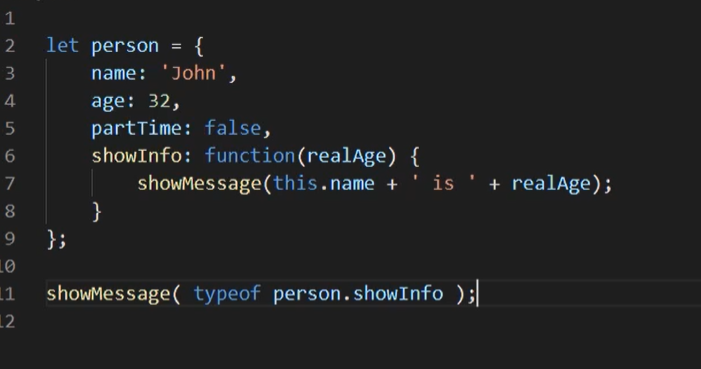 1
2 let person = {
3     name: 'John',
4     age: 32,
5     partTime: false,
6     showInfo: function(realAge) {
7         showMessage(this.name + ' is ' + realAge);
8     }
9 };
10
11 showMessage( typeof person.showInfo );
12